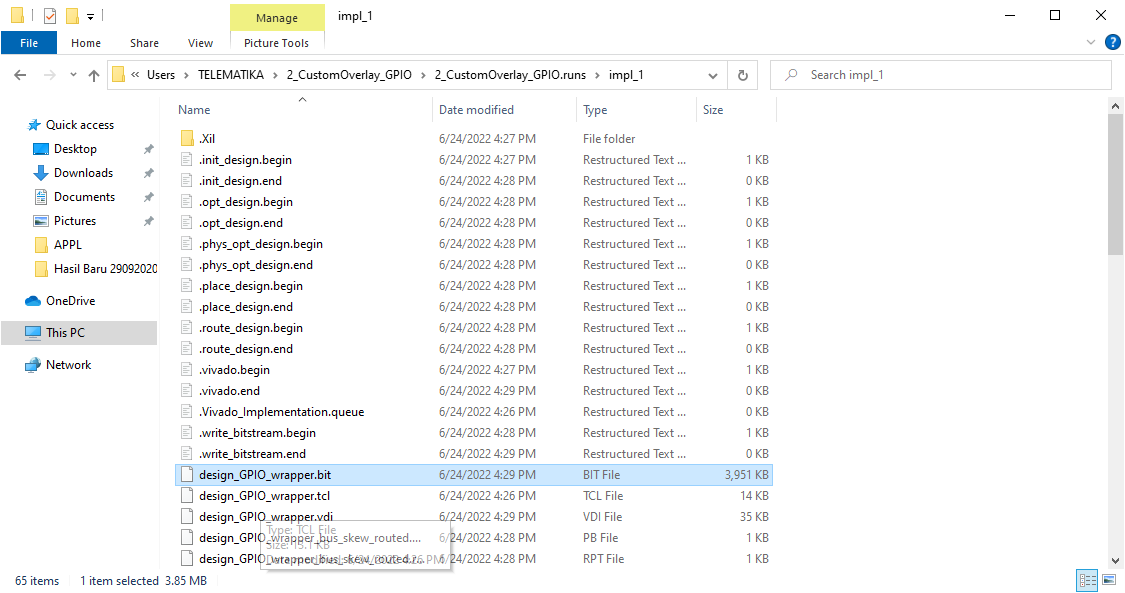 Manage impl_1
File Home Share View Picture Tools
« Users › TELEMATIKA › 2_CustomOverlay_GPIO › 2_CustomOverlay_GPIO.runs › impl_1 Search impl_1
Quick access
Desktop
Downloads
Documents
Pictures
APPL
Hasil Baru 29092020
OneDrive
This PC
Network
Name Date modified Type Size
.Xil 6/24/2022 4:27 PM File folder
.init_design.begin 6/24/2022 4:27 PM Restructured Text ... 1 KB
.init_design.end 6/24/2022 4:28 PM Restructured Text ... 0 KB
.opt_design.begin 6/24/2022 4:28 PM Restructured Text ... 1 KB
.opt_design.end 6/24/2022 4:28 PM Restructured Text ... 0 KB
.phys_opt_design.begin 6/24/2022 4:28 PM Restructured Text ... 1 KB
.phys_opt_design.end 6/24/2022 4:28 PM Restructured Text ... 0 KB
.place_design.begin 6/24/2022 4:28 PM Restructured Text ... 1 KB
.place_design.end 6/24/2022 4:28 PM Restructured Text ... 0 KB
.route_design.begin 6/24/2022 4:28 PM Restructured Text ... 1 KB
.route_design.end 6/24/2022 4:28 PM Restructured Text ... 0 KB
.vivado.begin 6/24/2022 4:27 PM Restructured Text ... 1 KB
.vivado.end 6/24/2022 4:29 PM Restructured Text ... 0 KB
.Vivado_Implementation.queue 6/24/2022 4:26 PM Restructured Text ... 0 KB
.write_bitstream.begin 6/24/2022 4:28 PM Restructured Text ... 1 KB
.write_bitstream.end 6/24/2022 4:29 PM Restructured Text ... 0 KB
design_GPIO_wrapper.bit 6/24/2022 4:29 PM BIT File 3,951 KB
design_GPIO_wrapper.tcl 6/24/2022 4:26 PM TCL File 14 KB
design_GPIO_wrapper.vdi 6/24/2022 4:29 PM VDI File 35 KB
Type: TCL File
design_GPIO_wrapper_bus_skew_routed.... 6/24/2022 4:28 PM PB File 1 KB
Size: 13.1 KB
design_GPIO_wrapper_bus_skew_routed.r... 6/24/2022 4:28 PM RPT File 1 KB
Date modified: 6/24/2022 4:26 PM
65 items 1 item selected 3.85 MB